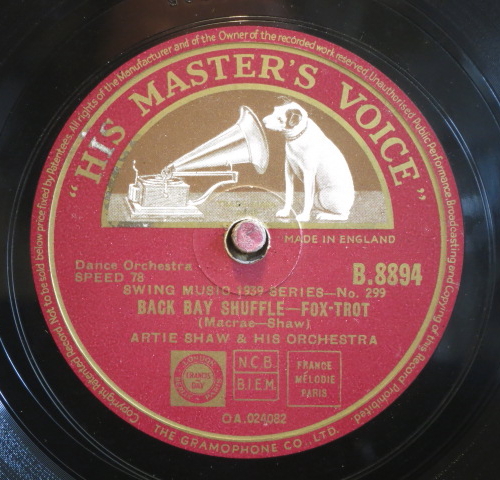 Copyright. Patented Record. Not to be sold below price fixed by Patentees. All rights of the Manufacturer and of the Owner of the recorded work reserved. Unauthorised Public Performance, Broadcasting and Copying of this Record Prohibited.
"HIS MASTER'S VOICE"
MADE IN ENGLAND
Dance Orchestra
SPEED 78
B.8894
SWING MUSIC 1939 SERIES—No. 299
BACK BAY SHUFFLE—FOX-TROT
(Macrae—Shaw)
ARTIE SHAW & HIS ORCHESTRA
N.C.B.
B.I.E.M.
FRANCE
MÉLODIE
PARIS
OA.024082
THE GRAMOPHONE CO., LTD.